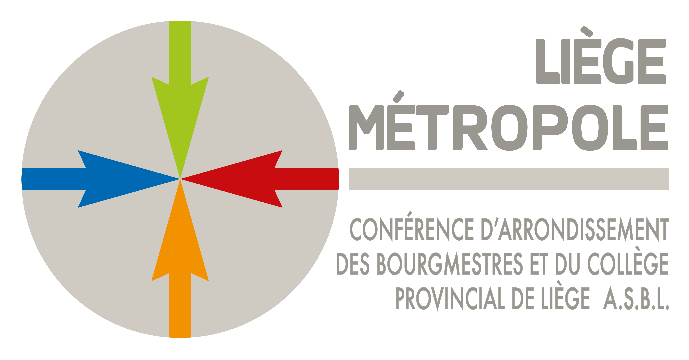 LIÈGE
MÉTROPOLE
CONFÉRENCE D'ARRONDISSEMENT
DES BOURGMESTRES ET DU COLLÈGE
PROVINCIAL DE LIÈGE A.S.B.L.